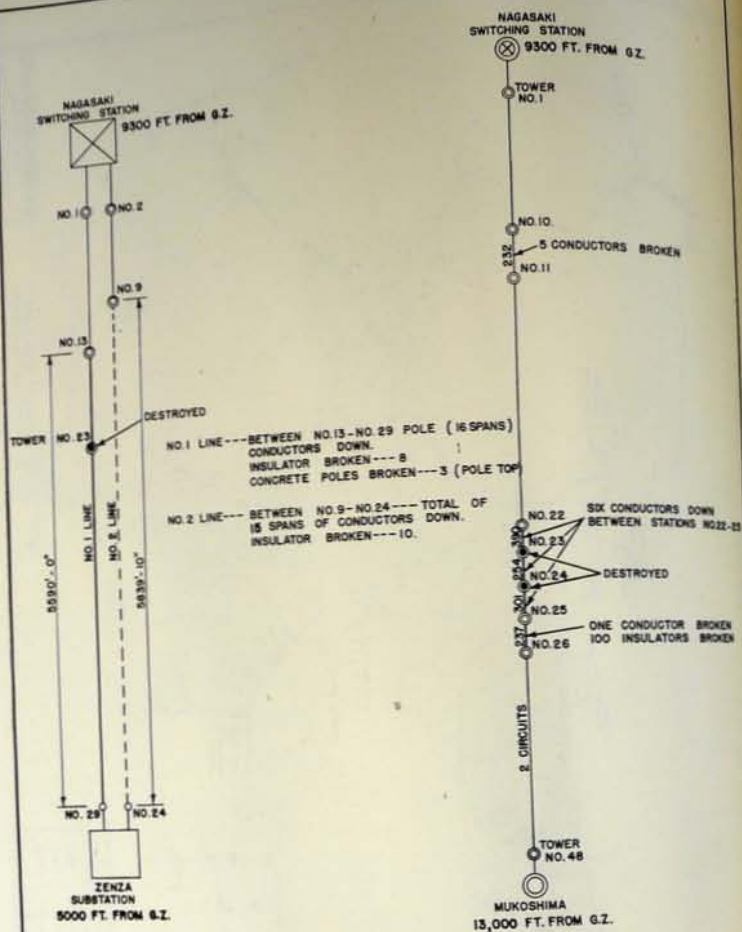 NAGASAKI
SWITCHING STATION
9300 FT. FROM G.Z.
NO.1
NO.2
NO.9
NO.13
TOWER NO.23
DESTROYED
NO.1 LINE
NO.2 LINE
5590'-0"
5839'-10"
NO.1 LINE---BETWEEN NO.13-NO.29 POLE (16 SPANS)
CONDUCTORS DOWN.
INSULATOR BROKEN---8
CONCRETE POLES BROKEN---3 (POLE TOP)
NO.2 LINE---BETWEEN NO.9-NO.24---TOTAL OF
15 SPANS OF CONDUCTORS DOWN.
INSULATOR BROKEN---10.
NO. 29
NO.24
ZENZA
SUBSTATION
5000 FT. FROM G.Z.
NAGASAKI
SWITCHING STATION
9300 FT. FROM G.Z.
TOWER
NO.1
NO.10.
232
5 CONDUCTORS BROKEN
NO.11
NO.22
SIX CONDUCTORS DOWN
BETWEEN STATIONS NO.22-25
390
NO.23
254
NO.24
DESTROYED
301
NO.25
237
ONE CONDUCTOR BROKEN
100 INSULATORS BROKEN
NO.26
2 CIRCUITS
TOWER
NO.48
MUKOSHIMA
13,000 FT. FROM G.Z.